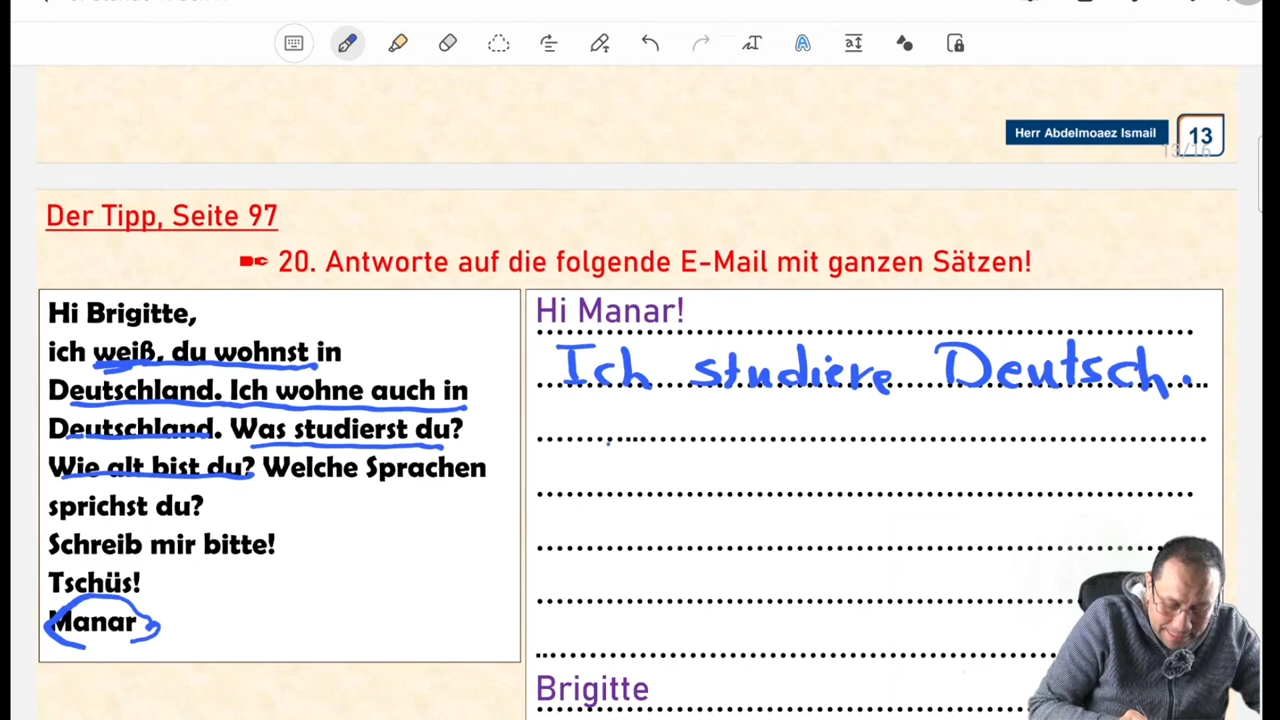 Herr Abdelmoaez Ismail
13
13/16
Der Tipp, Seite 97
20. Antworte auf die folgende E-Mail mit ganzen Sätzen!
Hi Brigitte,
ich weiß, du wohnst in
Deutschland. Ich wohne auch in
Deutschland. Was studierst du?
Wie alt bist du? Welche Sprachen
sprichst du?
Schreib mir bitte!
Tschüs!
Manar
Hi Manar!
Ich studiere Deutsch.
Brigitte